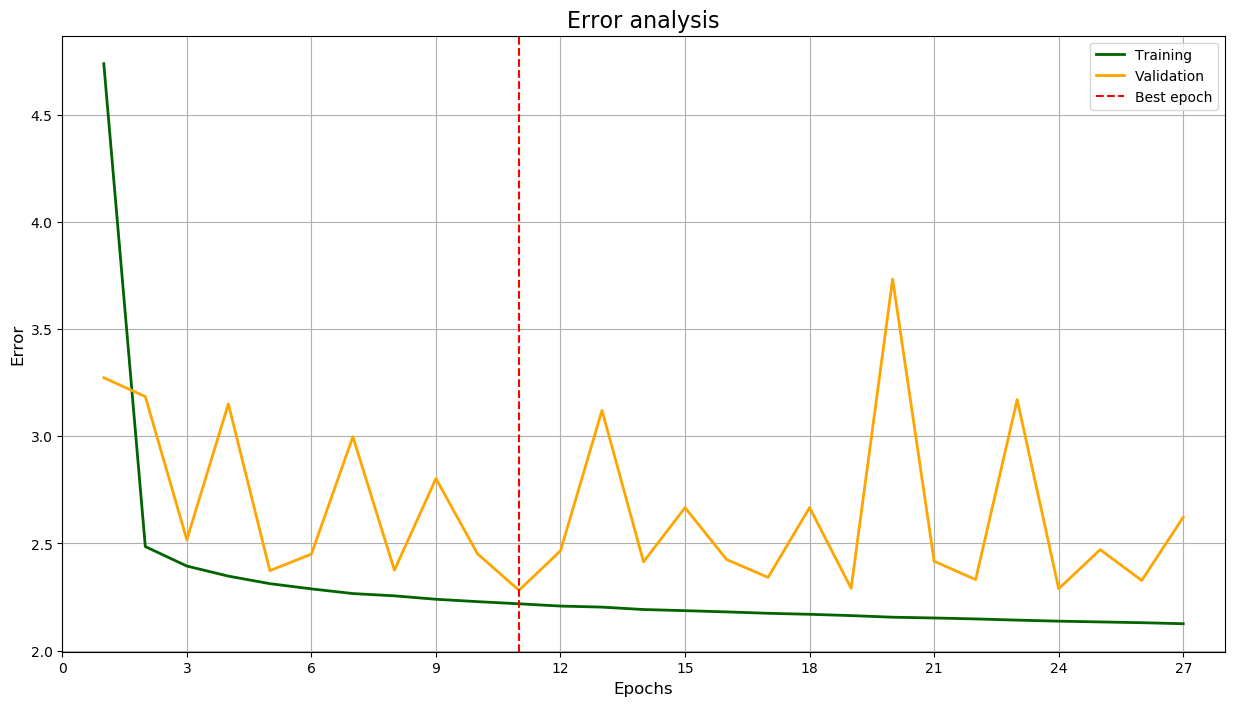 Error analysis
Training
Validation
Best epoch
4.5
4.0
3.5
3.0
2.5
2.0
Error
0 3 6 9 12 15 18 21 24 27
Epochs